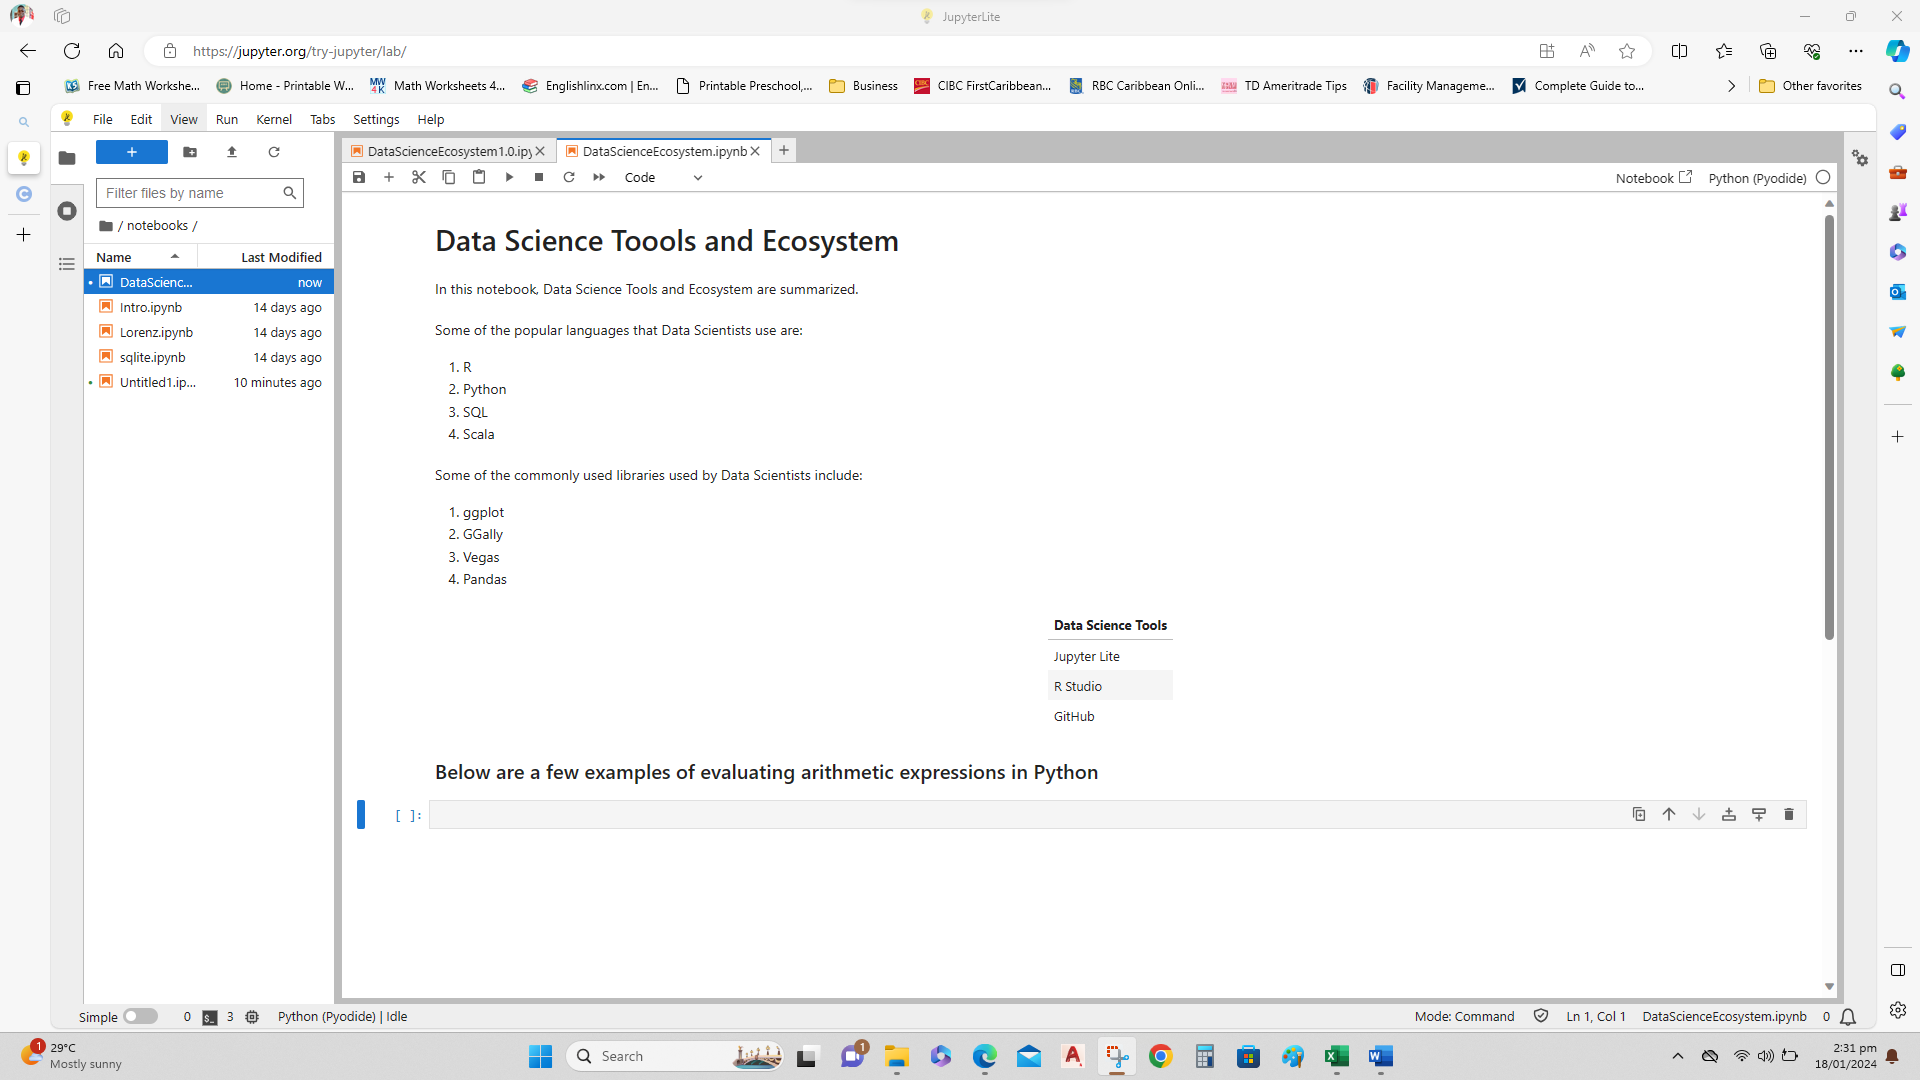 JupyterLite
https://jupyter.org/try-jupyter/lab/
Free Math Workshe... Home - Printable W... Math Worksheets 4... Englishlinx.com | En... Printable Preschool,... Business CIBC FirstCaribbean... RBC Caribbean Onli... TD Ameritrade Tips Facility Manageme... Complete Guide to... Other favorites
File Edit View Run Kernel Tabs Settings Help
DataScienceEcosystem1.0.ipy DataScienceEcosystem.ipynb
Code
Notebook Python (Pyodide)
Filter files by name
/ notebooks /
Name Last Modified
DataScienc... now
Intro.ipynb 14 days ago
Lorenz.ipynb 14 days ago
sqlite.ipynb 14 days ago
Untitled1.ip... 10 minutes ago
Data Science Toools and Ecosystem
In this notebook, Data Science Tools and Ecosystem are summarized.
Some of the popular languages that Data Scientists use are:
1. R
2. Python
3. SQL
4. Scala
Some of the commonly used libraries used by Data Scientists include:
1. ggplot
2. GGally
3. Vegas
4. Pandas
Data Science Tools
Jupyter Lite
R Studio
GitHub
Below are a few examples of evaluating arithmetic expressions in Python
[ ]:
Simple 0 $_ 3 Python (Pyodide) | Idle
Mode: Command Ln 1, Col 1 DataScienceEcosystem.ipynb 0
1
29°C
Mostly sunny
Search
1
2:31 pm
18/01/2024